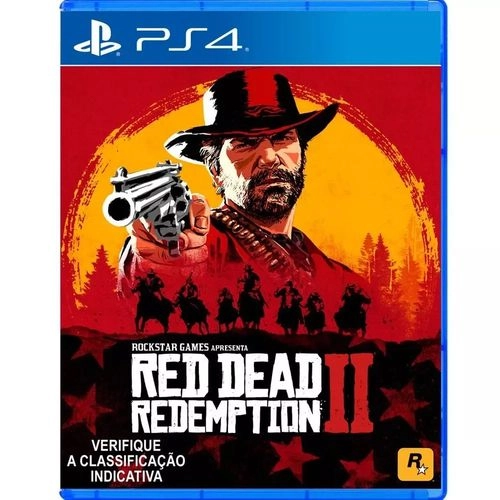 PS4
ROCKSTAR GAMES APRESENTA
RED DEAD
REDEMPTION II
VERIFIQUE
A CLASSIFICAÇÃO
INDICATIVA
R